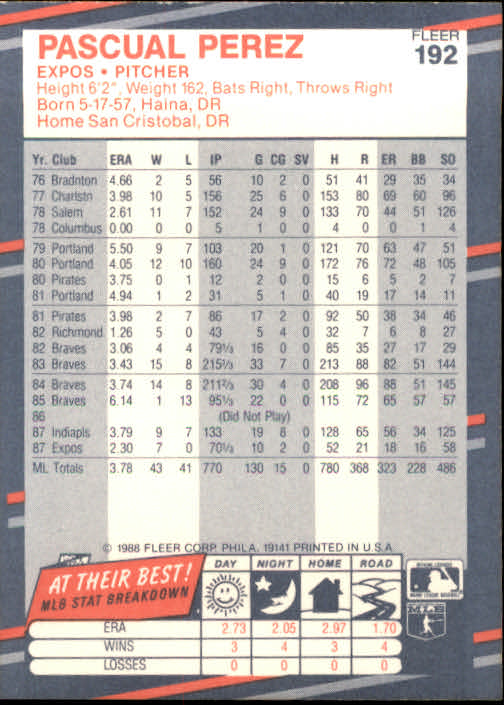 PASCUAL PEREZ
FLEER
192
EXPOS • PITCHER
Height 6'2", Weight 162, Bats Right, Throws Right
Born 5-17-57, Haina, DR
Home San Cristobal, DR
Yr. Club ERA W L IP G CG SV H R ER BB SO
76 Bradnton 4.66 2 5 56 10 2 0 51 41 29 35 34
77 Charlstn 3.98 10 5 156 25 6 0 153 80 69 60 96
78 Salem 2.61 11 7 152 24 9 0 133 70 44 51 126
78 Columbus 0.00 0 0 5 1 0 0 4 0 0 1 4
79 Portland 5.50 9 7 103 20 1 0 121 70 63 47 51
80 Portland 4.05 12 10 160 24 9 0 172 76 72 48 105
80 Pirates 3.75 0 1 12 2 0 0 15 6 5 2 7
81 Portland 4.94 1 2 31 5 1 0 40 19 17 14 11
81 Pirates 3.98 2 7 86 17 2 0 92 50 38 34 46
82 Richmond 1.26 5 0 43 5 4 0 32 7 6 8 27
82 Braves 3.06 4 4 79⅓ 16 0 0 85 35 27 17 29
83 Braves 3.43 15 8 215⅓ 33 7 0 213 88 82 51 144
84 Braves 3.74 14 8 211⅔ 30 4 0 208 96 88 51 145
85 Braves 6.14 1 13 95⅓ 22 0 0 115 72 65 57 57
86 (Did Not Play)
87 Indiapls 3.79 9 7 133 19 8 0 128 65 56 34 125
87 Expos 2.30 7 0 70⅓ 10 2 0 52 21 18 16 58
ML Totals 3.78 43 41 770 130 15 0 780 368 323 228 486
© 1988 FLEER CORP. PHILA. 19141 PRINTED IN U.S.A.
AT THEIR BEST!
MLB STAT BREAKDOWN
DAY NIGHT HOME ROAD
ERA 2.73 2.05 2.97 1.70
WINS 3 4 3 4
LOSSES 0 0 0 0
MLB